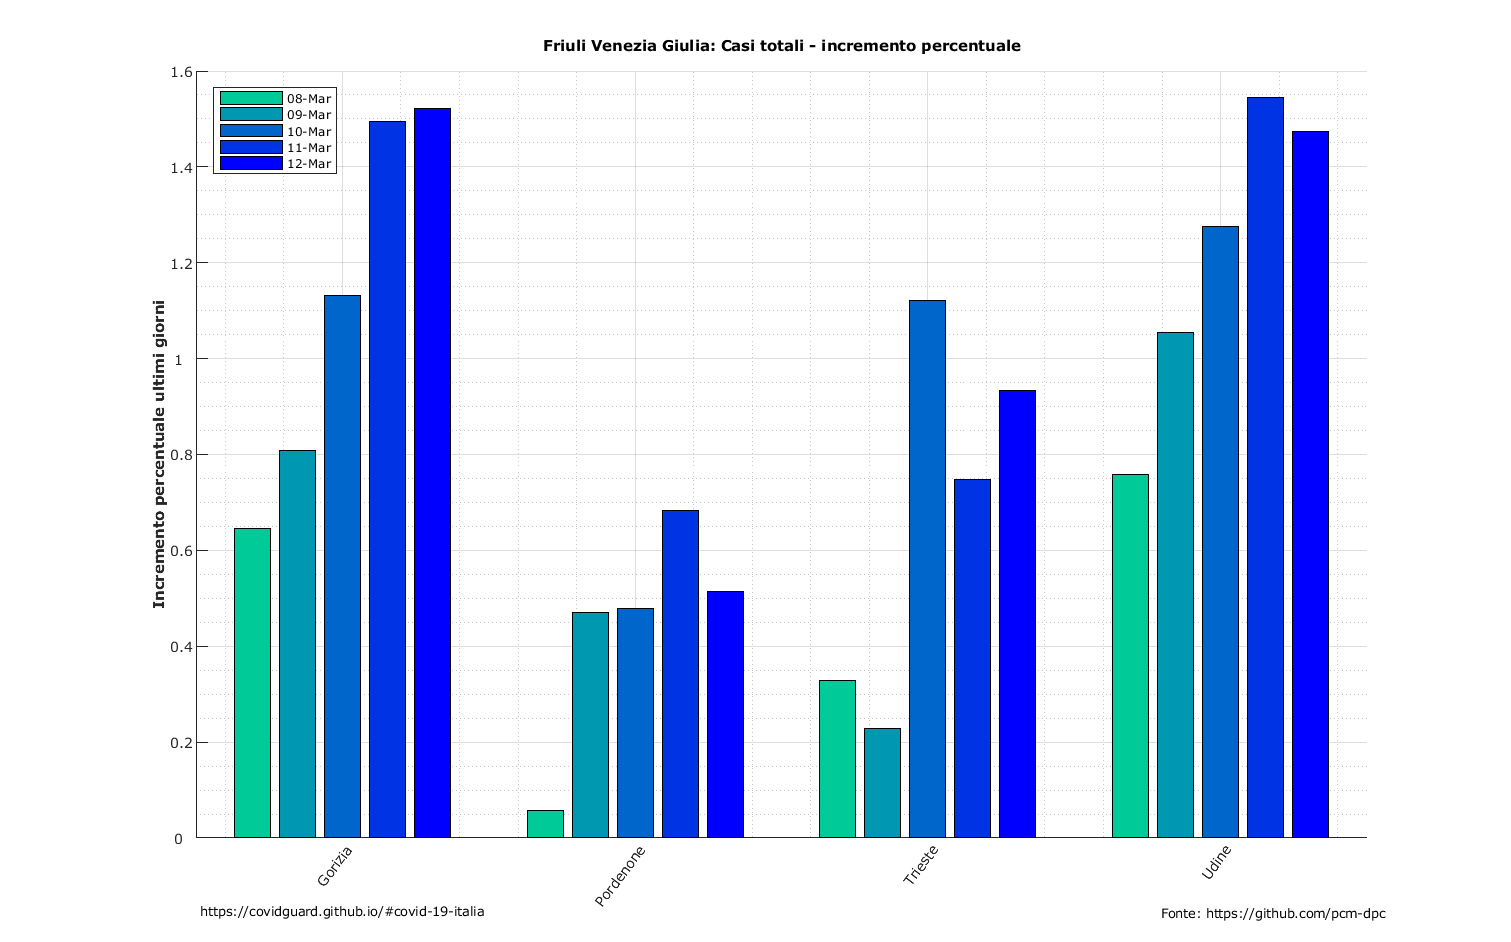 Friuli Venezia Giulia: Casi totali - incremento percentuale
1.6
1.4
1.2
1
0.8
0.6
0.4
0.2
0
Incremento percentuale ultimi giorni
08-Mar
09-Mar
10-Mar
11-Mar
12-Mar
Gorizia
Pordenone
Trieste
Udine
https://covidguard.github.io/#covid-19-italia
Fonte: https://github.com/pcm-dpc